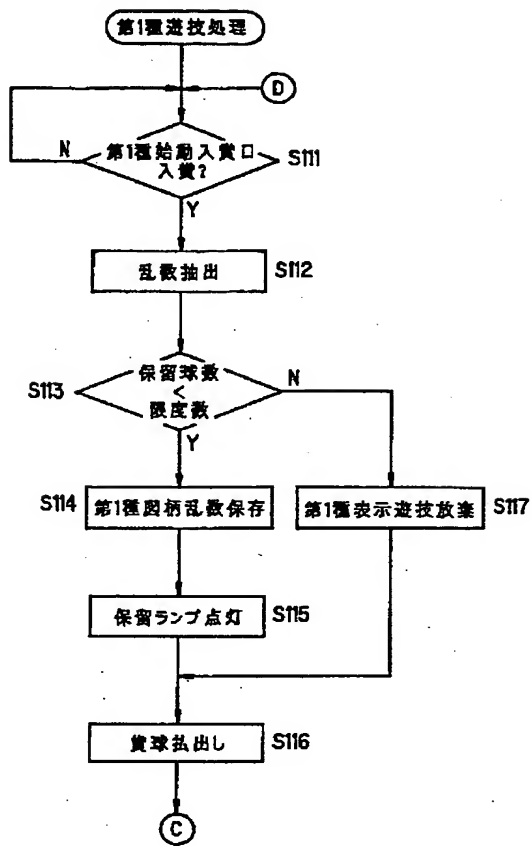 第1種遊技処理
D
N
第1種始動入賞口
入賞?
S111
Y
乱数抽出
S112
S113
保留球数
<
限度数
N
Y
S114
第1種図柄乱数保存
第1種表示遊技放棄
S117
保留ランプ点灯
S115
賞球払出し
S116
C